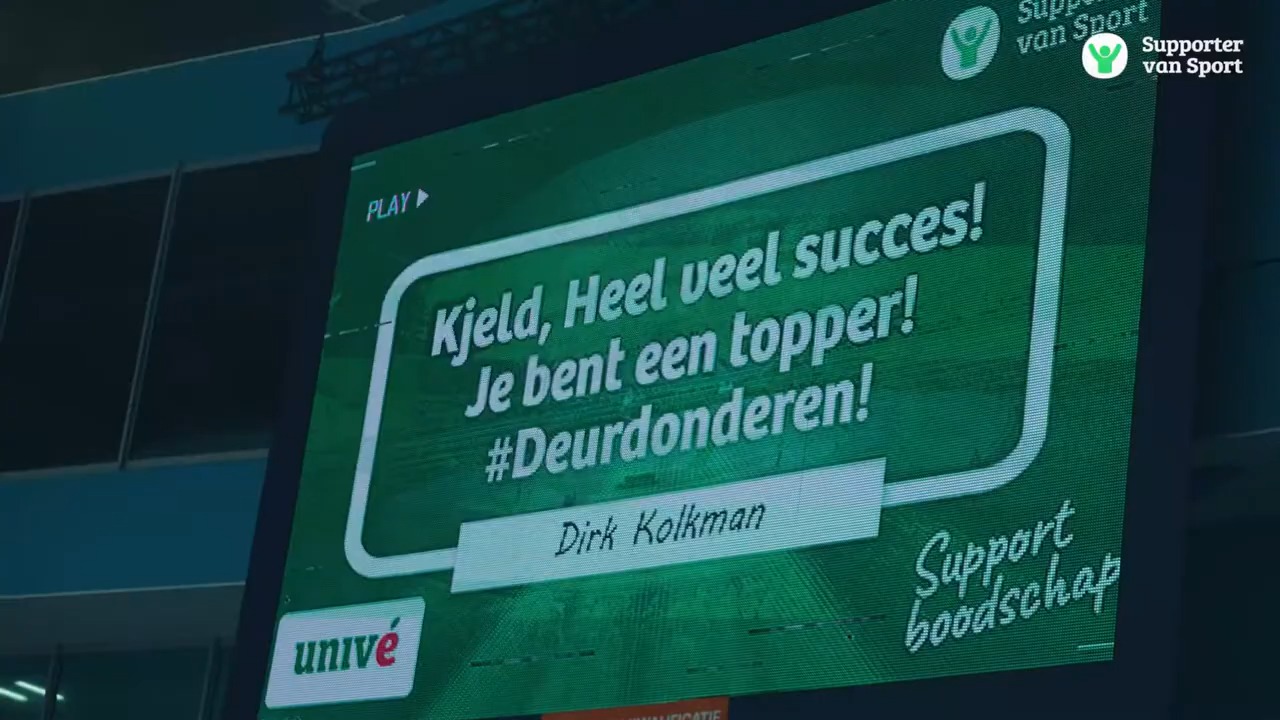 Supporter
van Sport
Supporter
van Sport
PLAY
Kjeld, Heel veel succes!
Je bent een topper!
#Deurdonderen!
Dirk Kolkman
Support
boodschap
univé